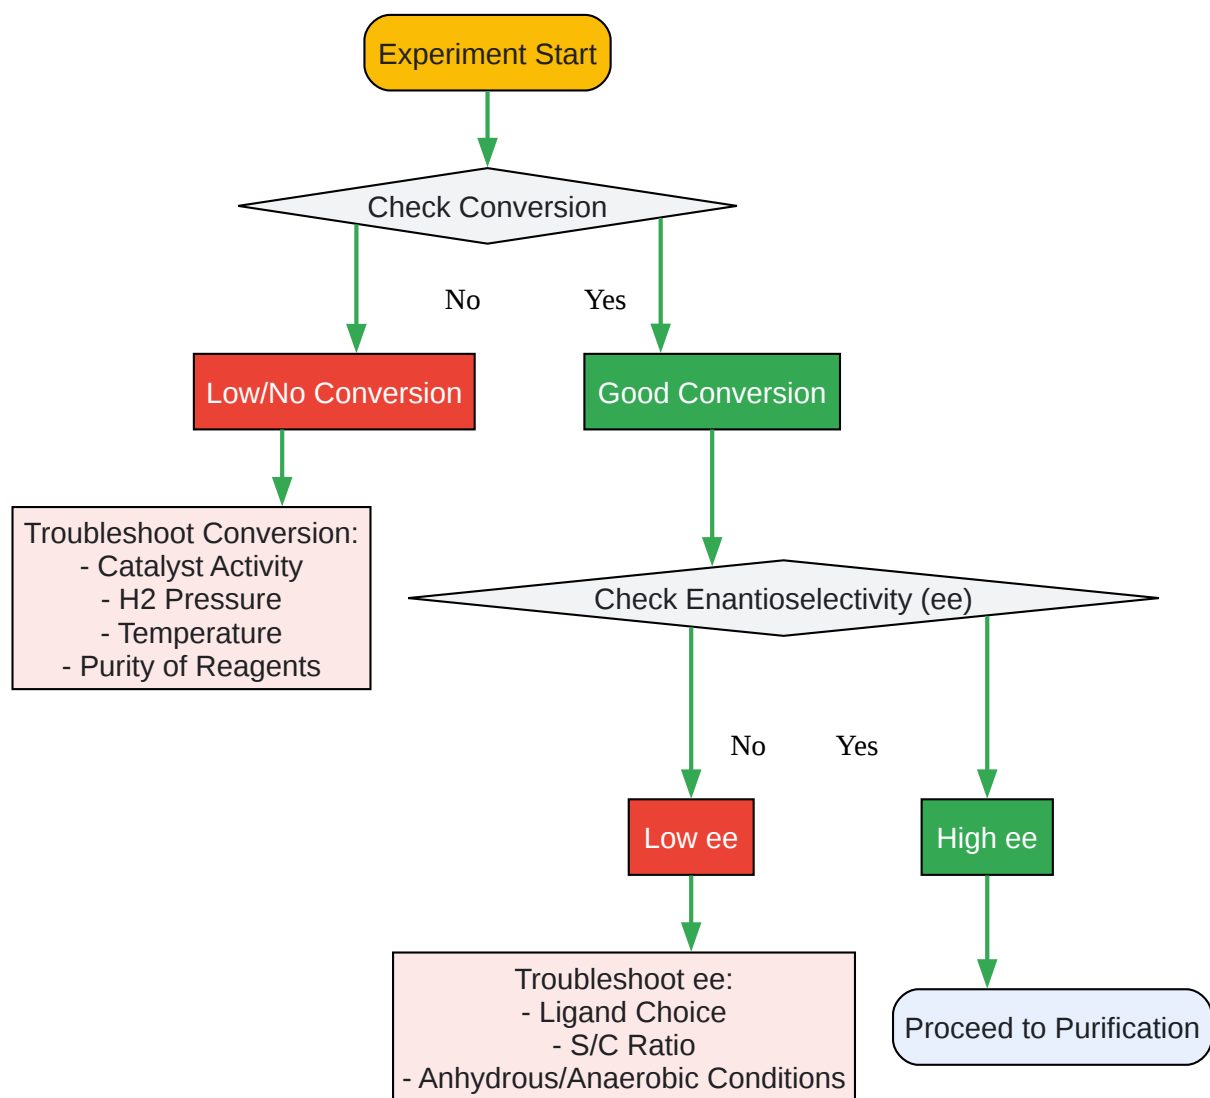 Experiment Start
Check Conversion
No
Yes
Low/No Conversion
Good Conversion
Troubleshoot Conversion:
- Catalyst Activity
- H2 Pressure
- Temperature
- Purity of Reagents
Check Enantioselectivity (ee)
No
Yes
Low ee
High ee
Troubleshoot ee:
- Ligand Choice
- S/C Ratio
- Anhydrous/Anaerobic Conditions
Proceed to Purification